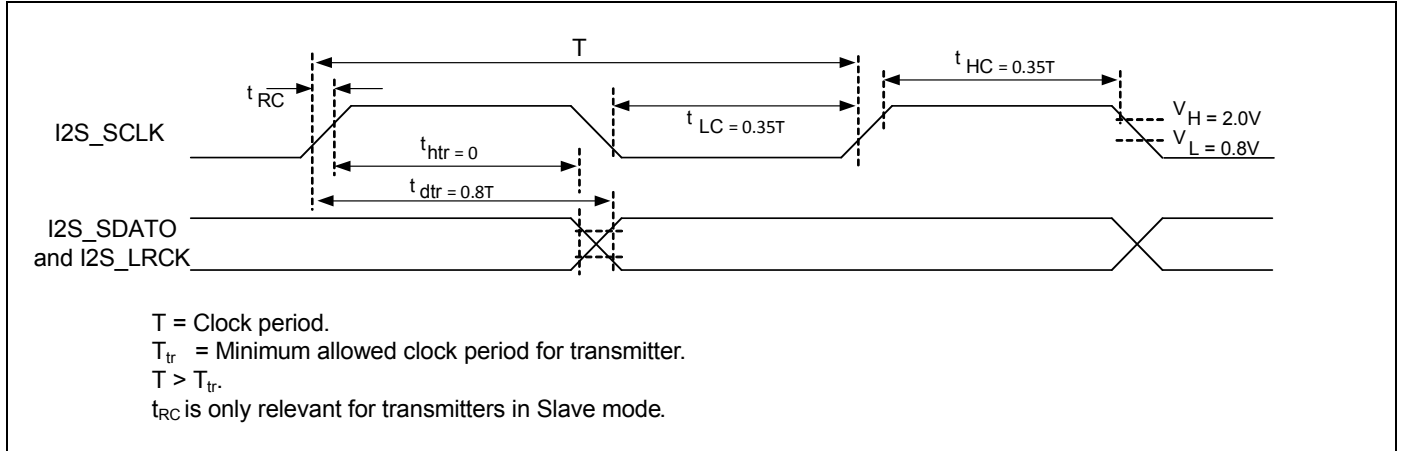 T
t RC
t HC = 0.35T
I2S_SCLK
t LC = 0.35T
V H = 2.0V
V L = 0.8V
t htr = 0
t dtr = 0.8T
I2S_SDATO
and I2S_LRCK
T = Clock period.
Ttr = Minimum allowed clock period for transmitter.
T > Ttr.
tRC is only relevant for transmitters in Slave mode.